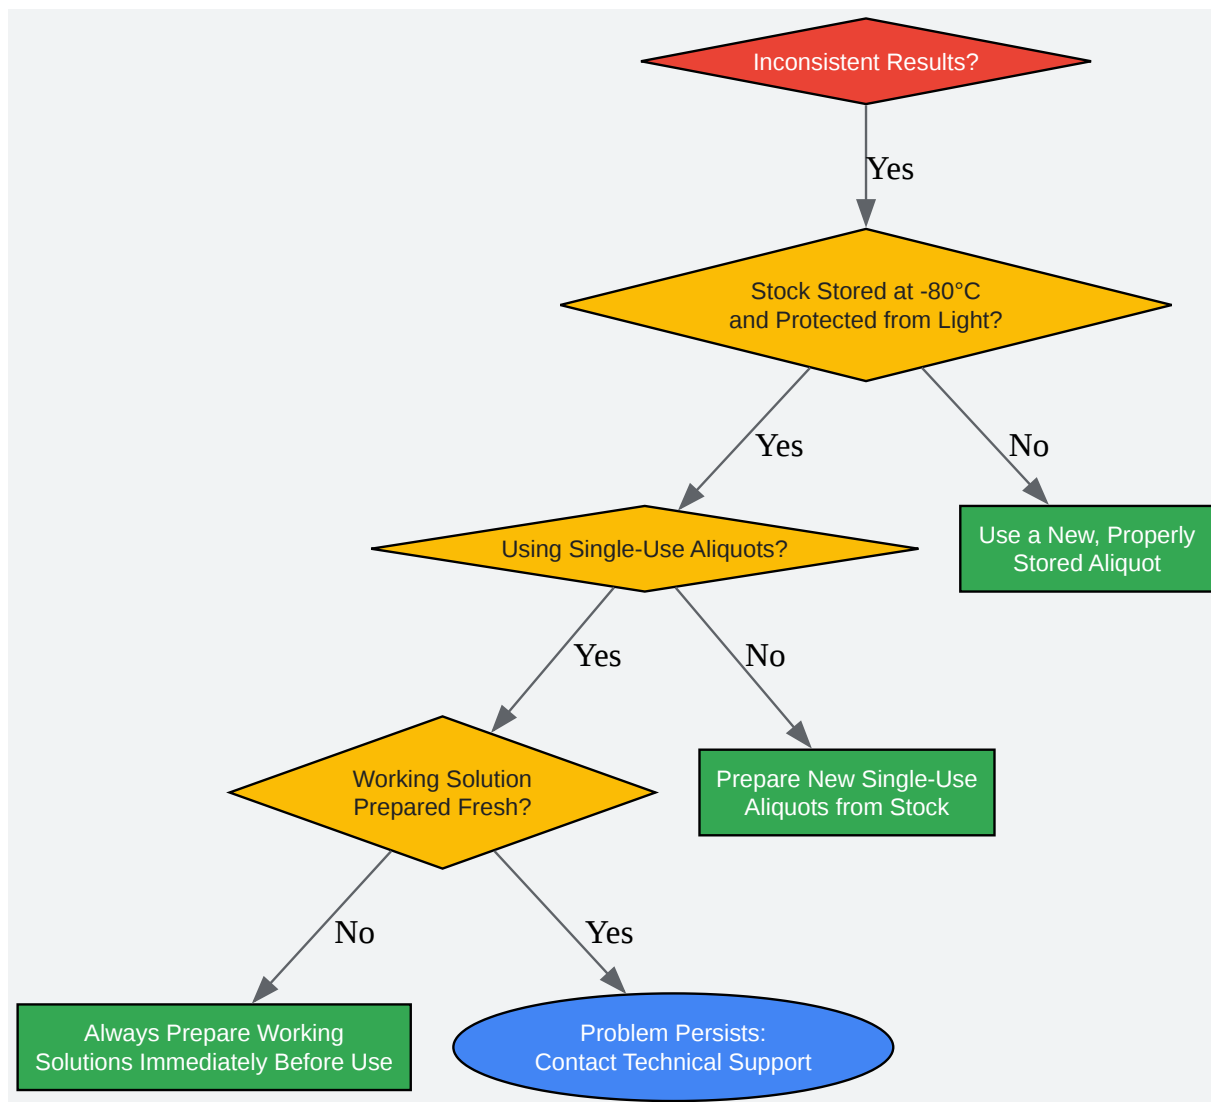 Inconsistent Results?
Yes
Stock Stored at -80°C
and Protected from Light?
Yes
No
Using Single-Use Aliquots?
Use a New, Properly
Stored Aliquot
Yes
No
Working Solution
Prepared Fresh?
Prepare New Single-Use
Aliquots from Stock
No
Yes
Always Prepare Working
Solutions Immediately Before Use
Problem Persists:
Contact Technical Support